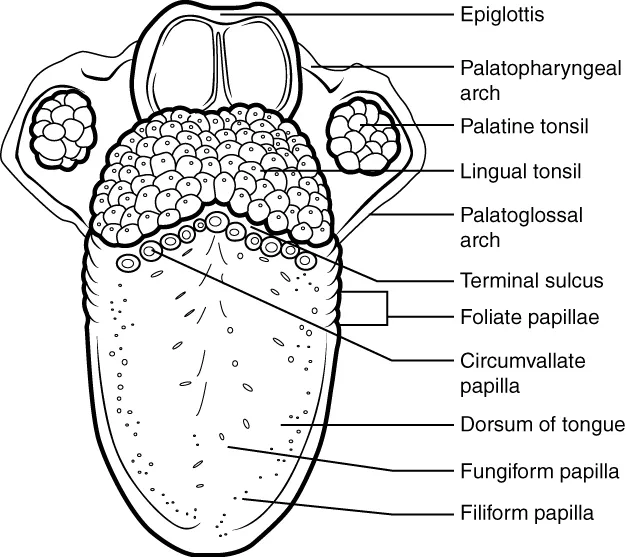 Epiglottis
Palatopharyngeal
arch
Palatine tonsil
Lingual tonsil
Palatoglossal
arch
Terminal sulcus
Foliate papillae
Circumvallate
papilla
Dorsum of tongue
Fungiform papilla
Filiform papilla